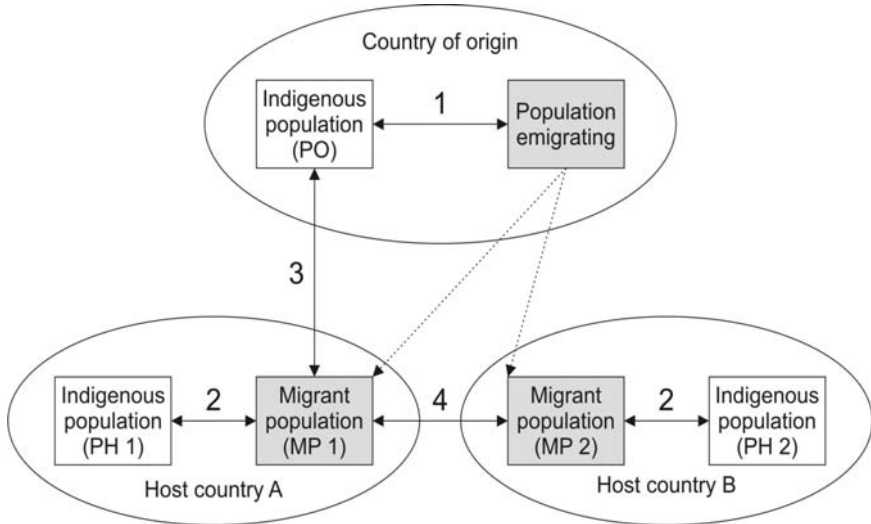 Country of origin
Indigenous
population
(PO)
1
Population
emigrating
3
Indigenous
population
(PH 1)
2
Migrant
population
(MP 1)
4
Migrant
population
(MP 2)
2
Indigenous
population
(PH 2)
Host country A
Host country B